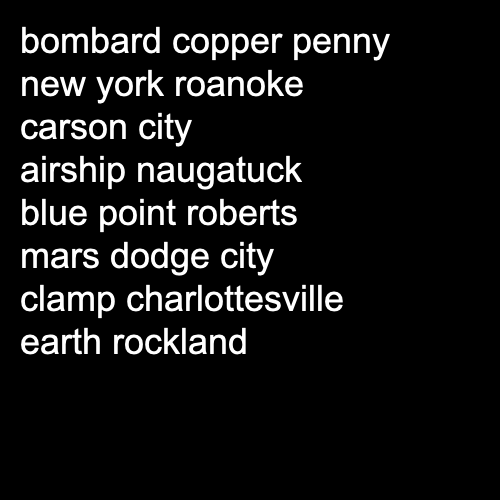 bombard copper penny
new york roanoke
carson city
airship naugatuck
blue point roberts
mars dodge city
clamp charlottesville
earth rockland